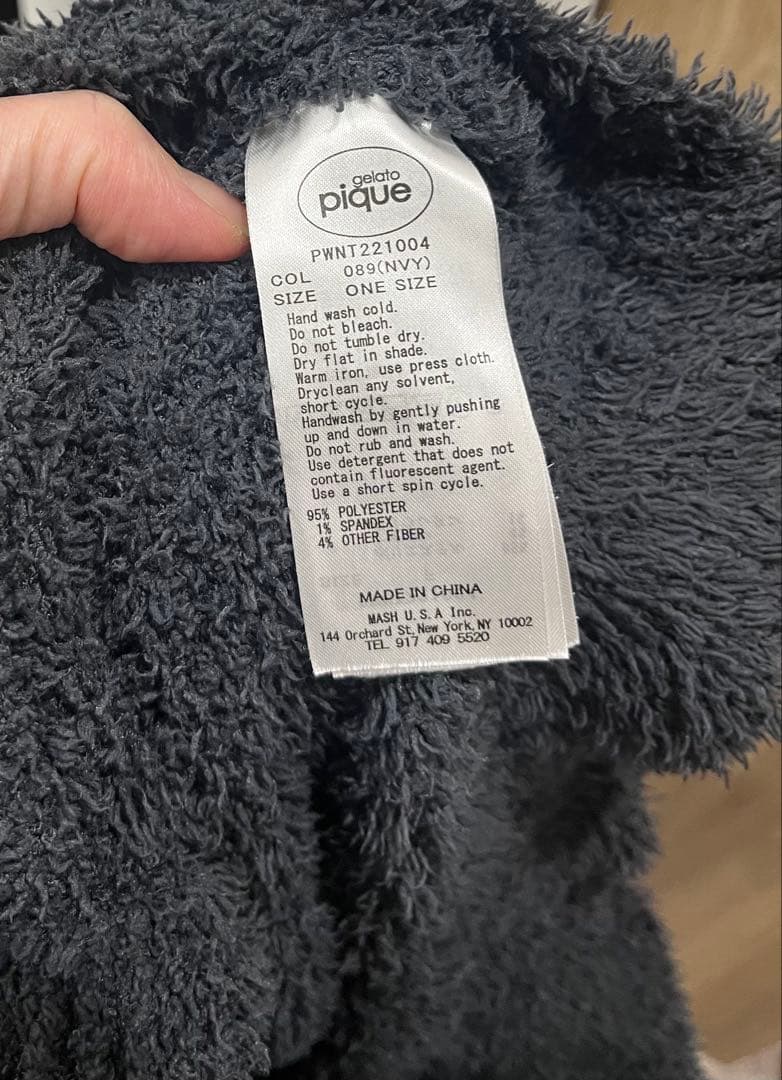 gelato
pique
PWNT221004
COL 089(NVY)
SIZE ONE SIZE
Hand wash cold.
Do not bleach.
Do not tumble dry.
Dry flat in shade.
Warm iron, use press cloth.
Dryclean any solvent,
short cycle.
Handwash by gently pushing
up and down in water.
Do not rub and wash.
Use detergent that does not
contain fluorescent agent.
Use a short spin cycle.
95% POLYESTER
1% SPANDEX
4% OTHER FIBER
MADE IN CHINA
MASH U.S.A Inc.
144 Orchard St, New York, NY 10002
TEL 917 409 5520